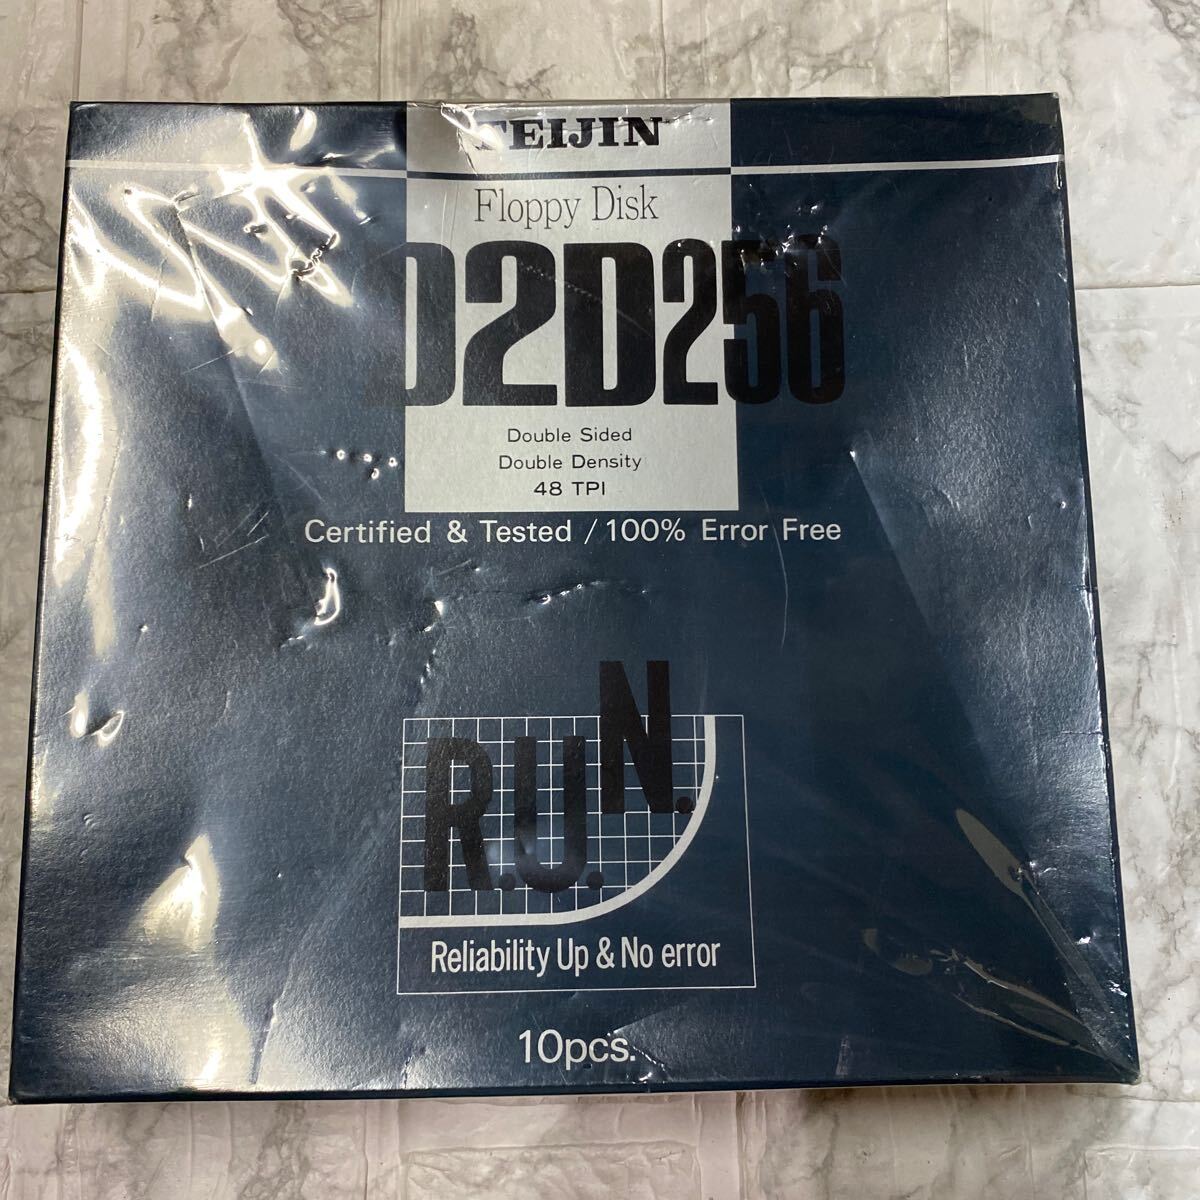 TEIJIN
Floppy Disk
D2D256
Double Sided
Double Density
48 TPI
Certified & Tested / 100% Error Free
R.U.N.
Reliability Up & No error
10pcs.